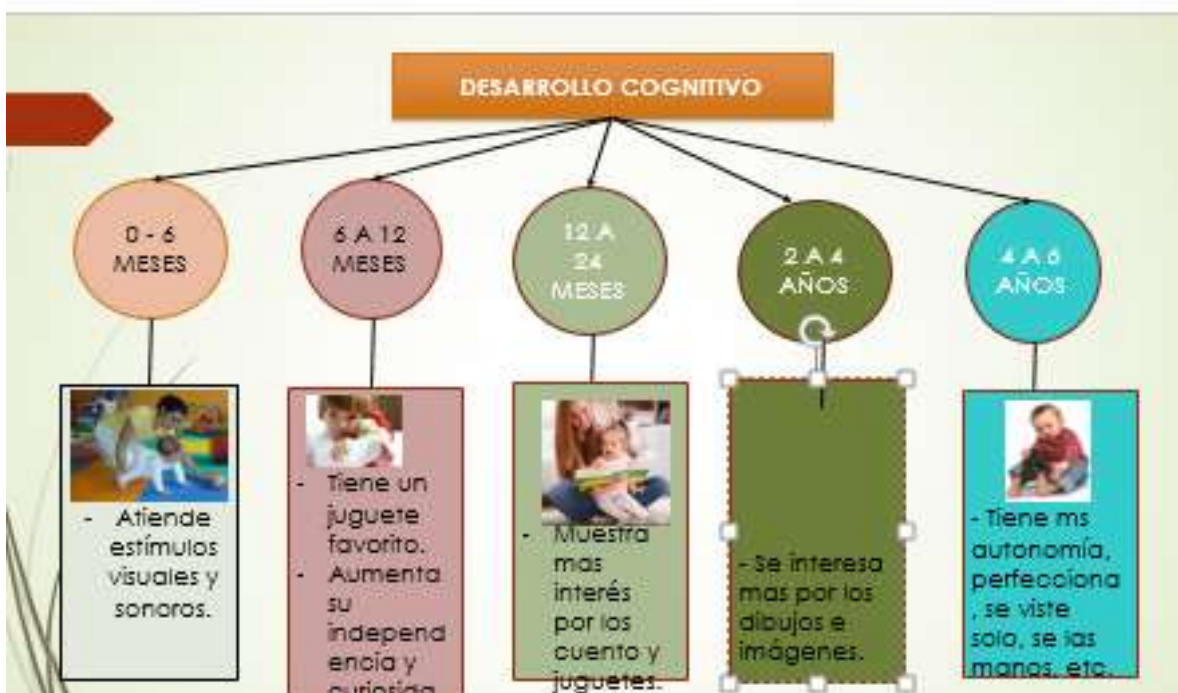 DESARROLLO COGNITIVO
0 - 6
MESES
6 A 12
MESES
12 A
24
MESES
2 A 4
AÑOS
4 A 6
AÑOS
- Atiende
estímulos
visuales y
sonoros.
- Tiene un
juguete
favorito.
- Aumenta
su
independ
encia y
curiosida
- Muestra
mas
interés
por los
cuento y
juguetes.
- Se interesa
mas por los
dibujos e
imágenes.
- Tiene ms
autonomía,
perfecciona
, se viste
solo, se las
manos, etc.